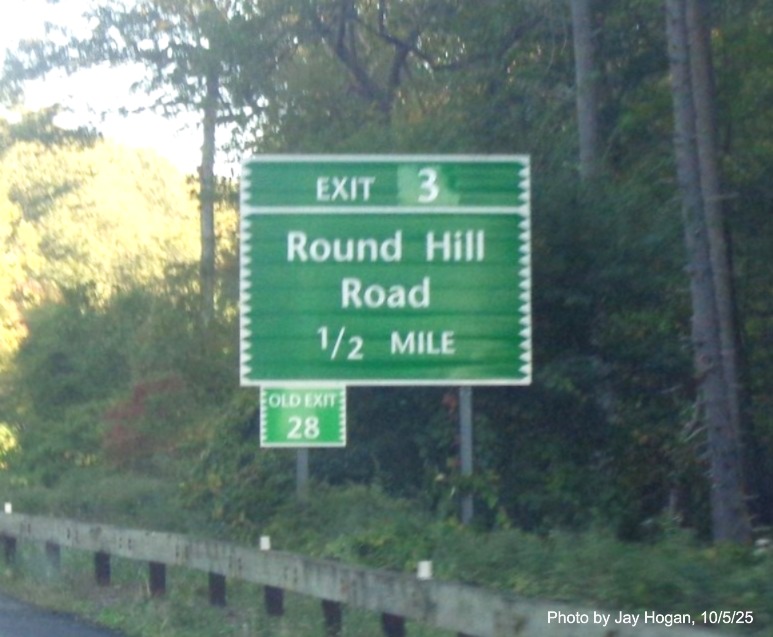 EXIT 3
Round Hill
Road
1/2 MILE
OLD EXIT
28
Photo by Jay Hogan, 10/5/25